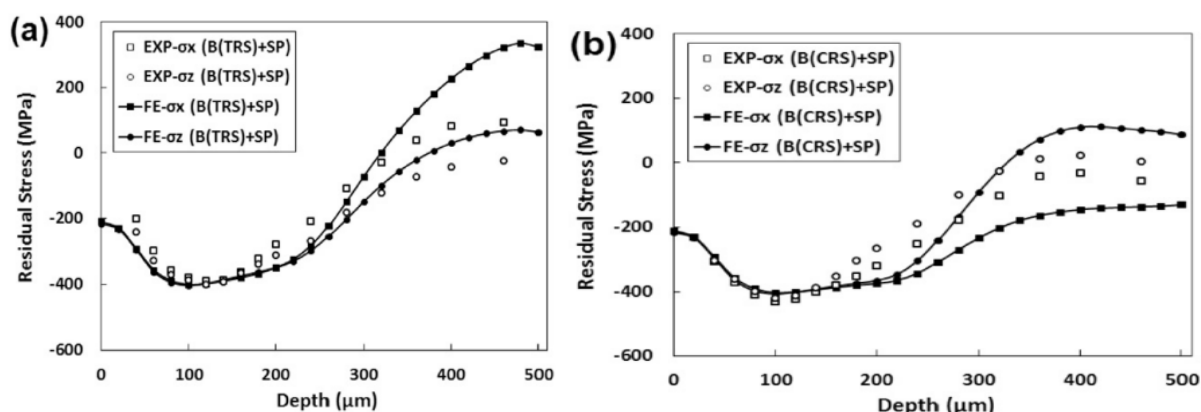 (a)
400
200
0
-200
-400
-600
Residual Stress (MPa)
EXP-σx (B(TRS)+SP)
EXP-σz (B(TRS)+SP)
FE-σx (B(TRS)+SP)
FE-σz (B(TRS)+SP)
0 100 200 300 400 500
Depth (μm)
(b)
400
200
0
-200
-400
-600
Residual Stress (MPa)
EXP-σx (B(CRS)+SP)
EXP-σz (B(CRS)+SP)
FE-σx (B(CRS)+SP)
FE-σz (B(CRS)+SP)
0 100 200 300 400 500
Depth (μm)